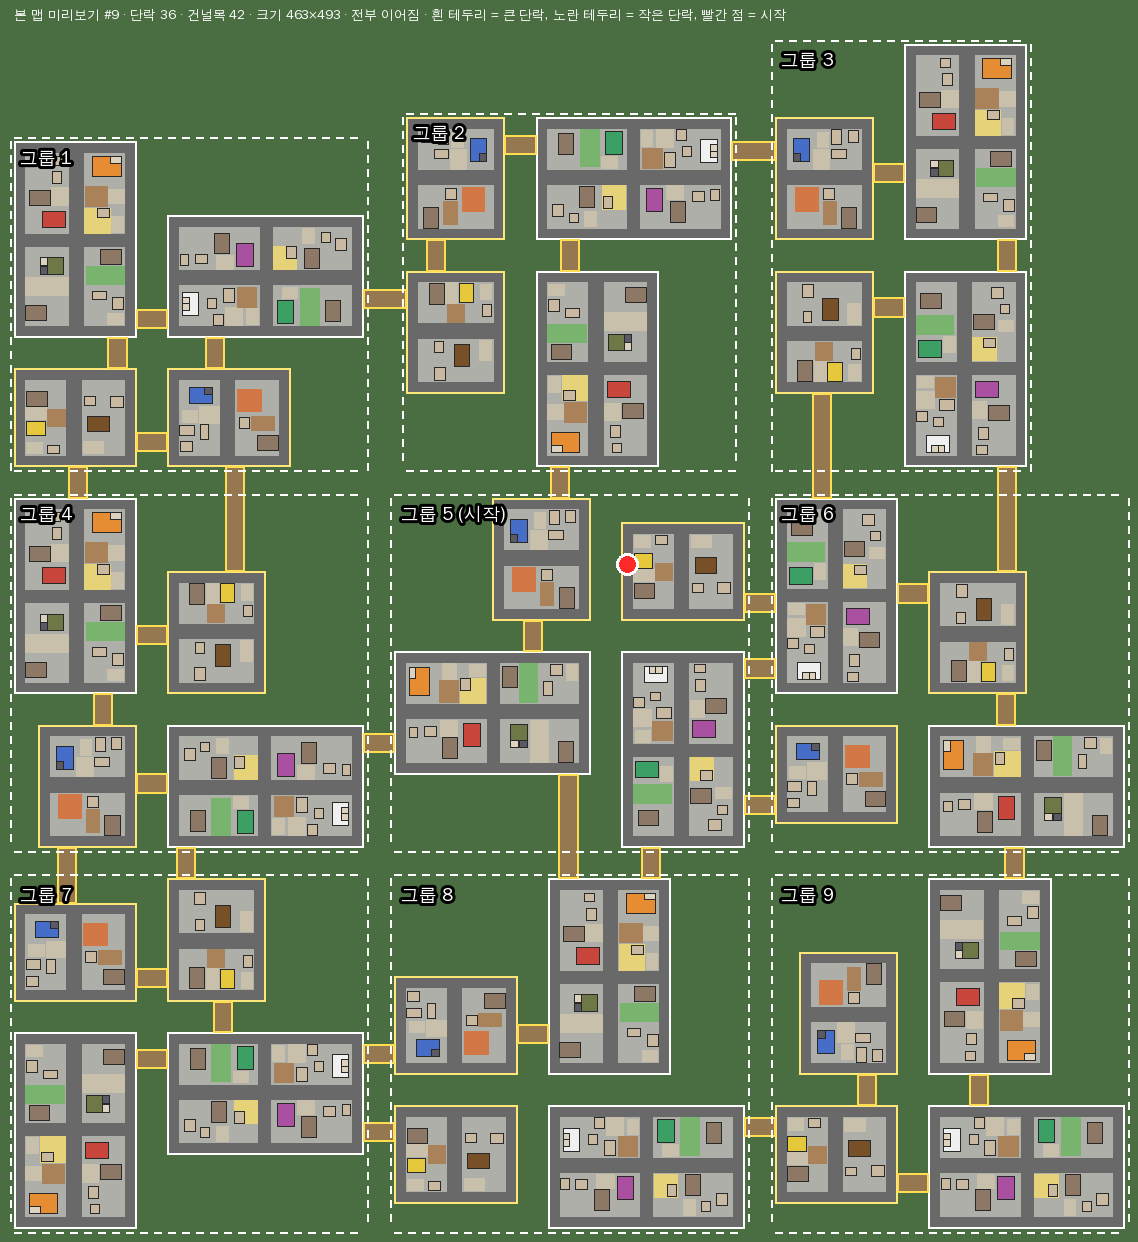 본 맵 미리보기 #9 · 단락 36 · 건널목 42 · 크기 463×493 · 전부 이어짐 · 흰 테두리 = 큰 단락, 노란 테두리 = 작은 단락, 빨간 점 = 시작
그룹 1
그룹 2
그룹 3
그룹 4
그룹 5 (시작)
그룹 6
그룹 7
그룹 8
그룹 9